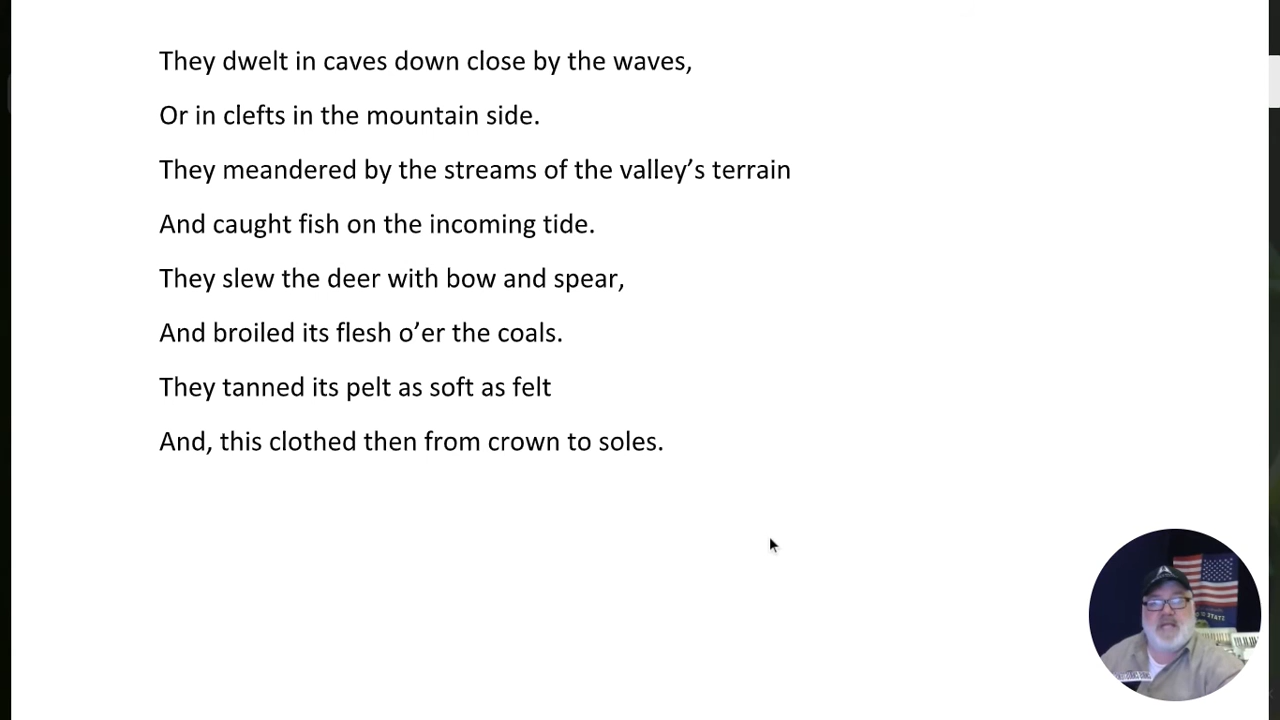 They dwelt in caves down close by the waves,
Or in clefts in the mountain side.
They meandered by the streams of the valley’s terrain
And caught fish on the incoming tide.
They slew the deer with bow and spear,
And broiled its flesh o’er the coals.
They tanned its pelt as soft as felt
And, this clothed then from crown to soles.